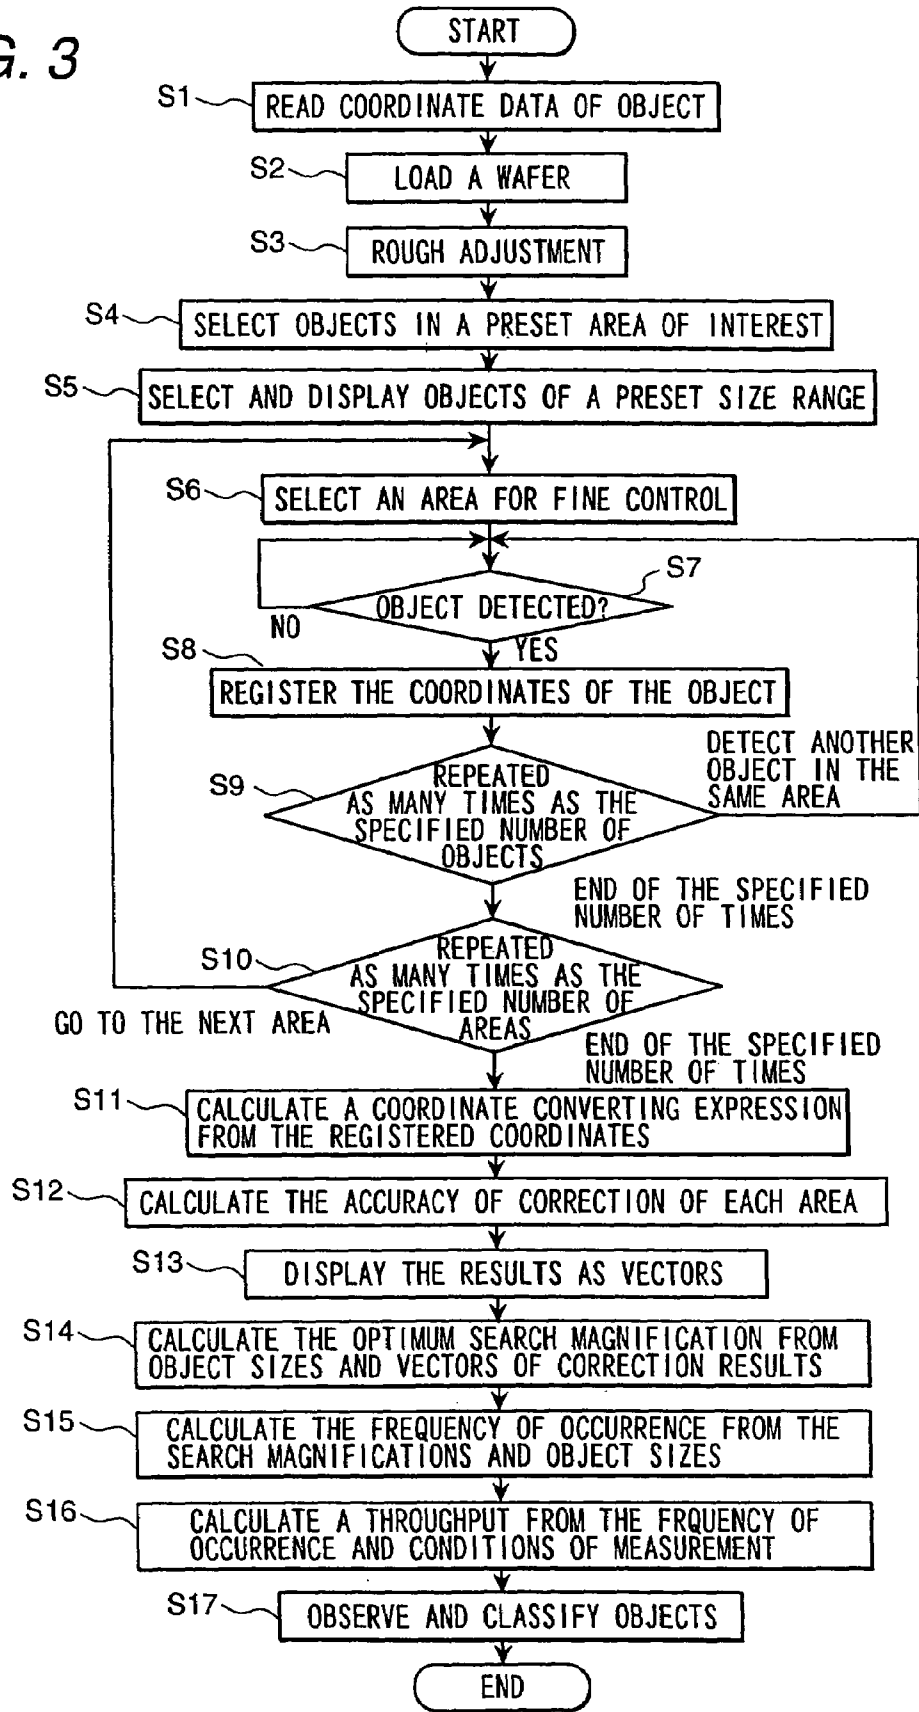 G. 3
START
S1
READ COORDINATE DATA OF OBJECT
S2
LOAD A WAFER
S3
ROUGH ADJUSTMENT
S4
SELECT OBJECTS IN A PRESET AREA OF INTEREST
S5
SELECT AND DISPLAY OBJECTS OF A PRESET SIZE RANGE
S6
SELECT AN AREA FOR FINE CONTROL
S7
OBJECT DETECTED?
NO
YES
S8
REGISTER THE COORDINATES OF THE OBJECT
DETECT ANOTHER
OBJECT IN THE
SAME AREA
S9
REPEATED
AS MANY TIMES AS THE
SPECIFIED NUMBER OF
OBJECTS
END OF THE SPECIFIED
NUMBER OF TIMES
S10
REPEATED
AS MANY TIMES AS THE
SPECIFIED NUMBER OF
AREAS
GO TO THE NEXT AREA
END OF THE SPECIFIED
NUMBER OF TIMES
S11
CALCULATE A COORDINATE CONVERTING EXPRESSION
FROM THE REGISTERED COORDINATES
S12
CALCULATE THE ACCURACY OF CORRECTION OF EACH AREA
S13
DISPLAY THE RESULTS AS VECTORS
S14
CALCULATE THE OPTIMUM SEARCH MAGNIFICATION FROM
OBJECT SIZES AND VECTORS OF CORRECTION RESULTS
S15
CALCULATE THE FREQUENCY OF OCCURRENCE FROM THE
SEARCH MAGNIFICATIONS AND OBJECT SIZES
S16
CALCULATE A THROUGHPUT FROM THE FRQUENCY OF
OCCURRENCE AND CONDITIONS OF MEASUREMENT
S17
OBSERVE AND CLASSIFY OBJECTS
END